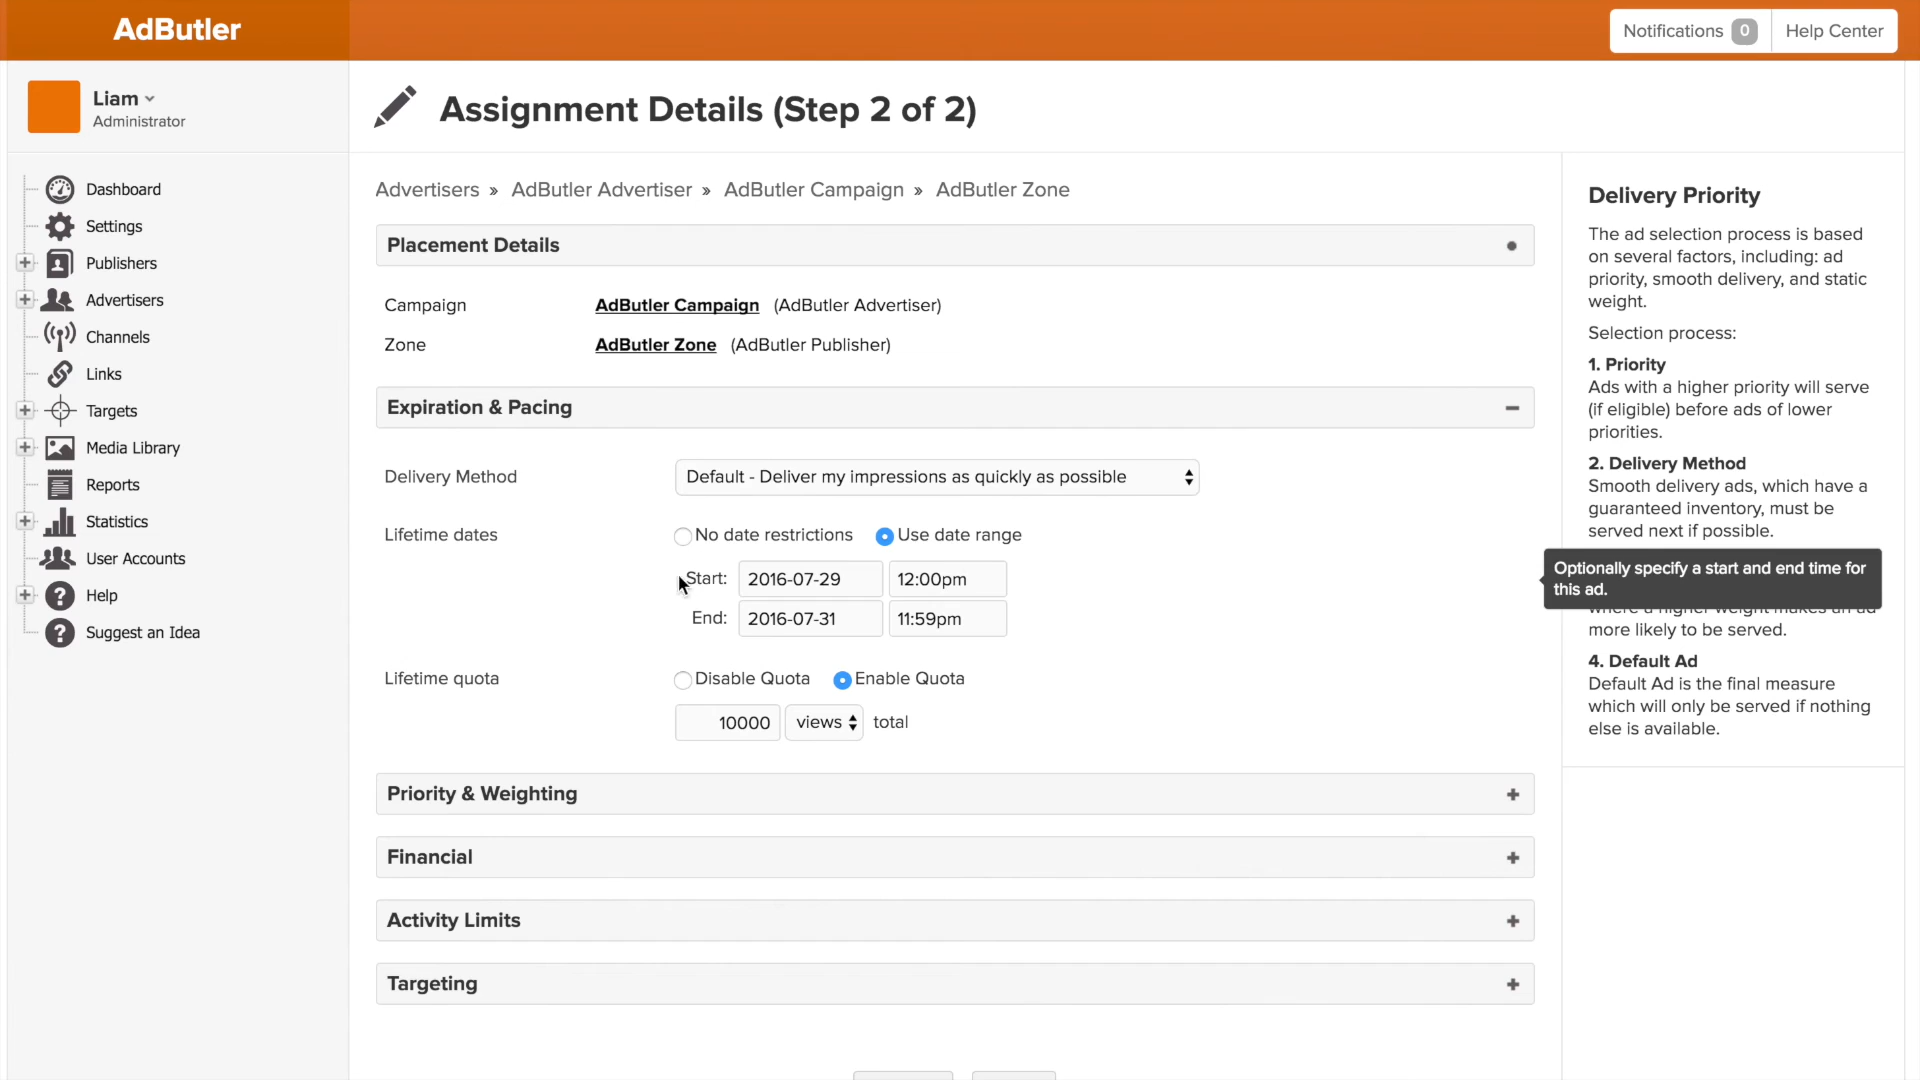 AdButler
Notifications 0
Help Center
Liam
Administrator
Dashboard
Settings
Publishers
Advertisers
Channels
Links
Targets
Media Library
Reports
Statistics
User Accounts
Help
Suggest an Idea
Assignment Details (Step 2 of 2)
Advertisers » AdButler Advertiser » AdButler Campaign » AdButler Zone
Placement Details
Campaign AdButler Campaign (AdButler Advertiser)
Zone AdButler Zone (AdButler Publisher)
Expiration & Pacing
Delivery Method Default - Deliver my impressions as quickly as possible
Lifetime dates No date restrictions Use date range
Start: 2016-07-29 12:00pm
End: 2016-07-31 11:59pm
Lifetime quota Disable Quota Enable Quota
10000 views total
Priority & Weighting
Financial
Activity Limits
Targeting
Delivery Priority
The ad selection process is based
on several factors, including: ad
priority, smooth delivery, and static
weight.
Selection process:
1. Priority
Ads with a higher priority will serve
(if eligible) before ads of lower
priorities.
2. Delivery Method
Smooth delivery ads, which have a
guaranteed inventory, must be
served next if possible.
Optionally specify a start and end time for
this ad.
where a higher weight makes an ad
more likely to be served.
4. Default Ad
Default Ad is the final measure
which will only be served if nothing
else is available.